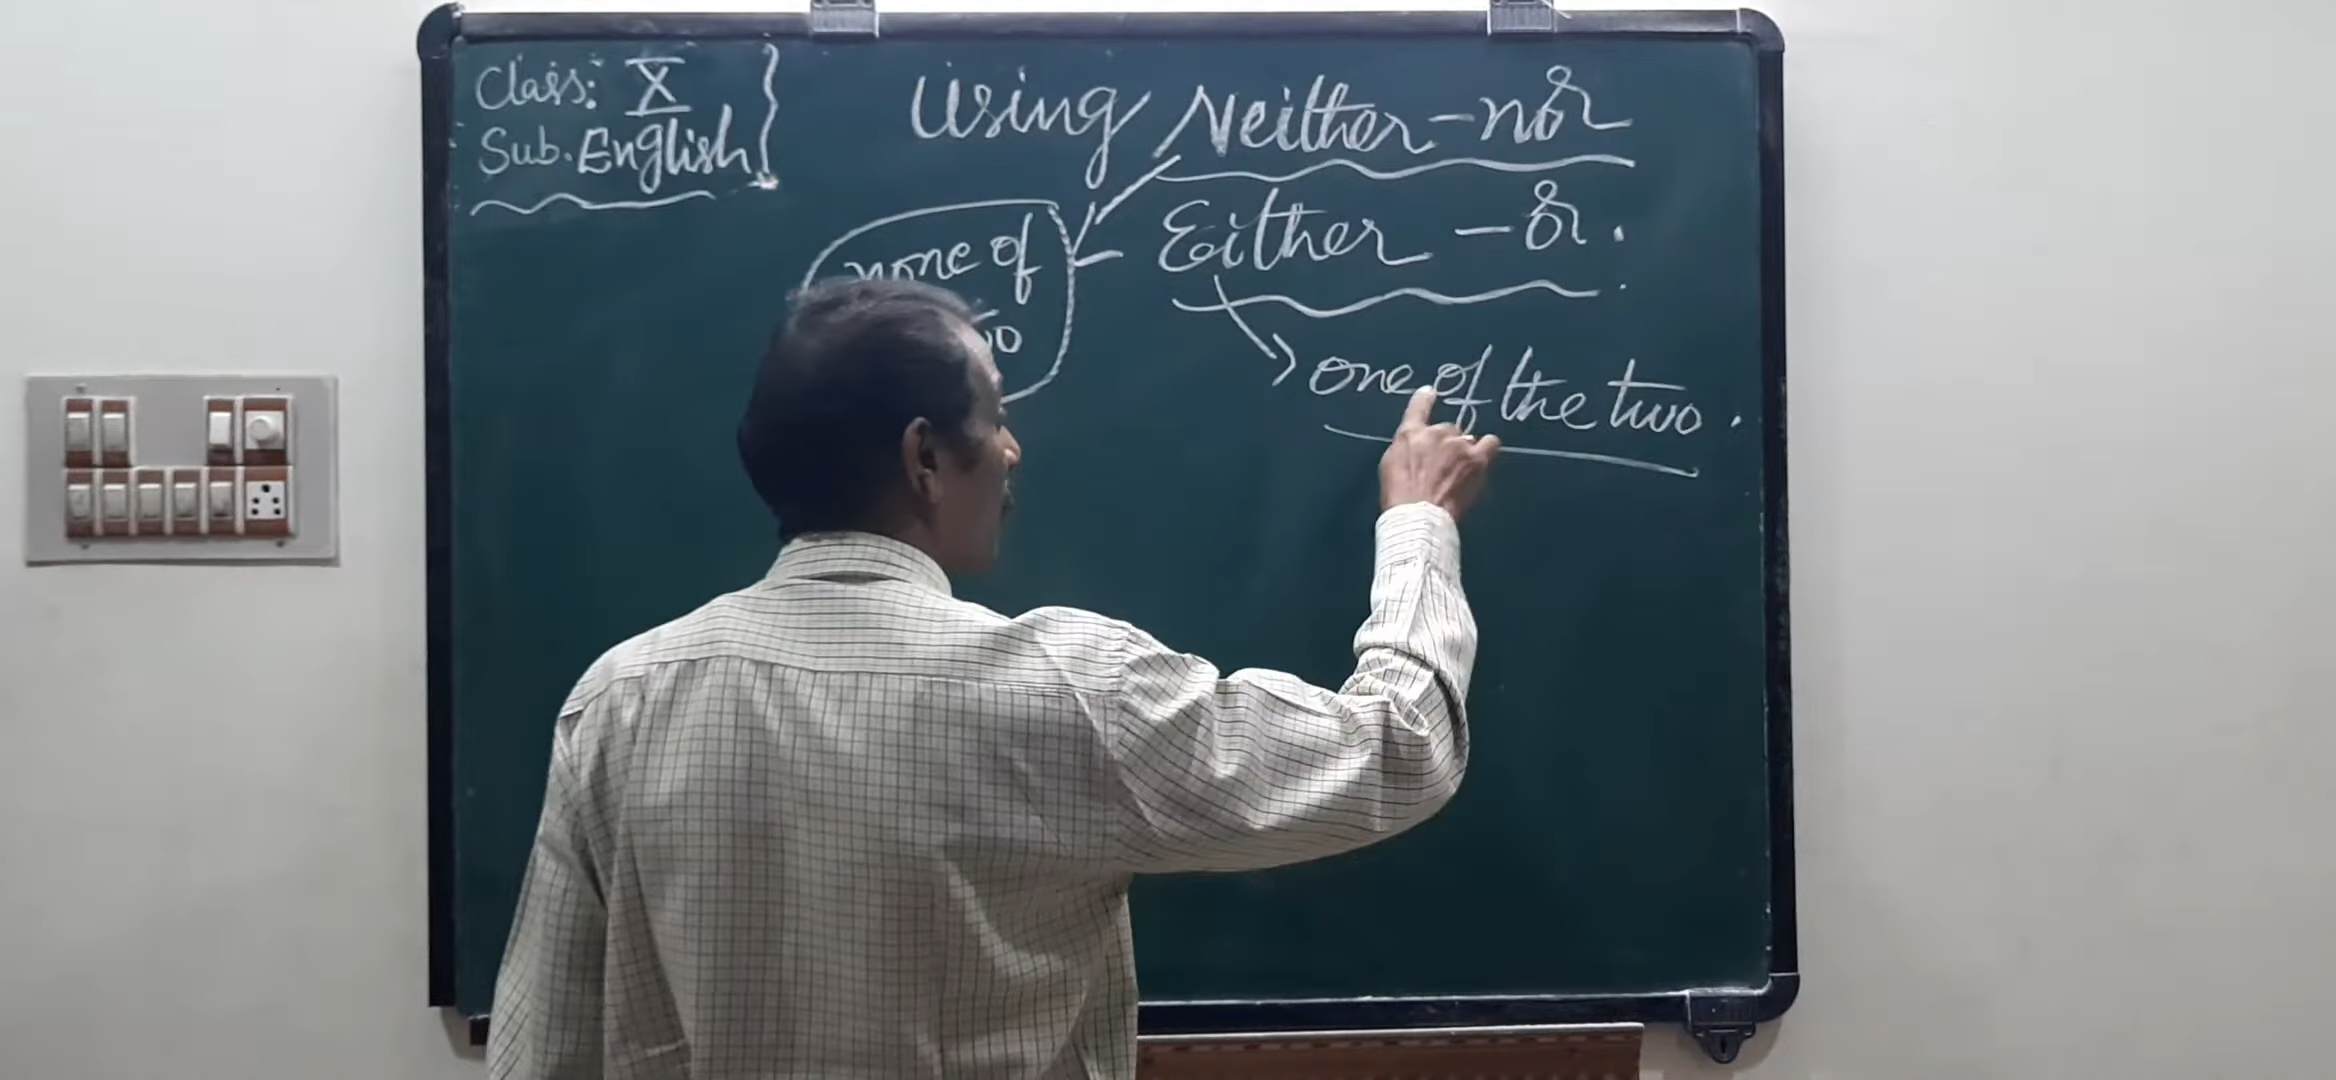 Class: X
Sub. English
Using Neither-nor
Either - or.
none of
one of the two.